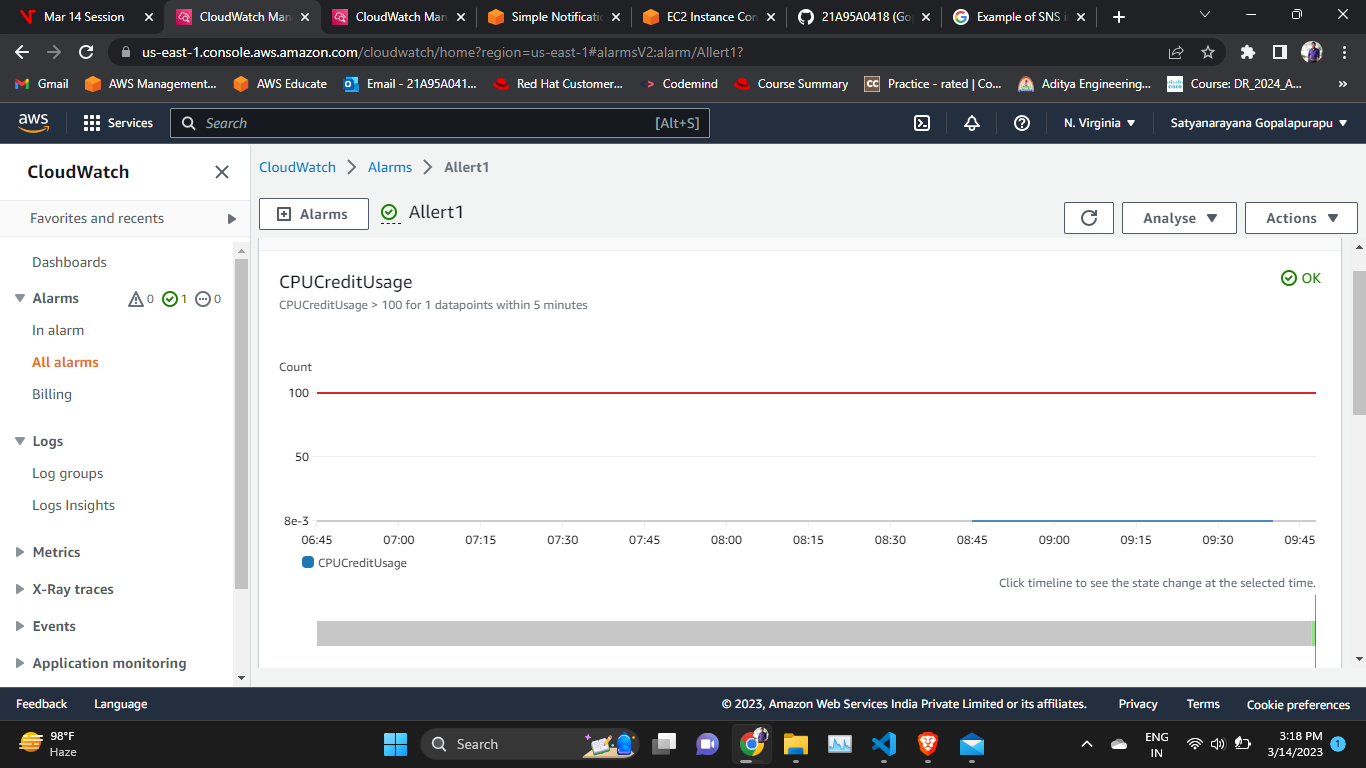 Mar 14 Session
CloudWatch Man
CloudWatch Man
Simple Notificatio
EC2 Instance Con
21A95A0418 (Gop
Example of SNS i
us-east-1.console.aws.amazon.com/cloudwatch/home?region=us-east-1#alarmsV2:alarm/Allert1?
Gmail
AWS Management...
AWS Educate
Email - 21A95A041...
Red Hat Customer...
Codemind
Course Summary
CC
Practice - rated | Co...
Aditya Engineering...
Course: DR_2024_A...
»
aws
Services
Search
[Alt+S]
N. Virginia
Satyanarayana Gopalapurapu
CloudWatch
Favorites and recents
Dashboards
Alarms
0
1
0
In alarm
All alarms
Billing
Logs
Log groups
Logs Insights
Metrics
X-Ray traces
Events
Application monitoring
CloudWatch
Alarms
Allert1
Alarms
Allert1
Analyse
Actions
CPUCreditUsage
OK
CPUCreditUsage > 100 for 1 datapoints within 5 minutes
Count
100
50
8e-3
06:45
07:00
07:15
07:30
07:45
08:00
08:15
08:30
08:45
09:00
09:15
09:30
09:45
CPUCreditUsage
Click timeline to see the state change at the selected time.
Feedback
Language
© 2023, Amazon Web Services India Private Limited or its affiliates.
Privacy
Terms
Cookie preferences
98°F
Haze
Search
ENG
IN
3:18 PM
3/14/2023
1